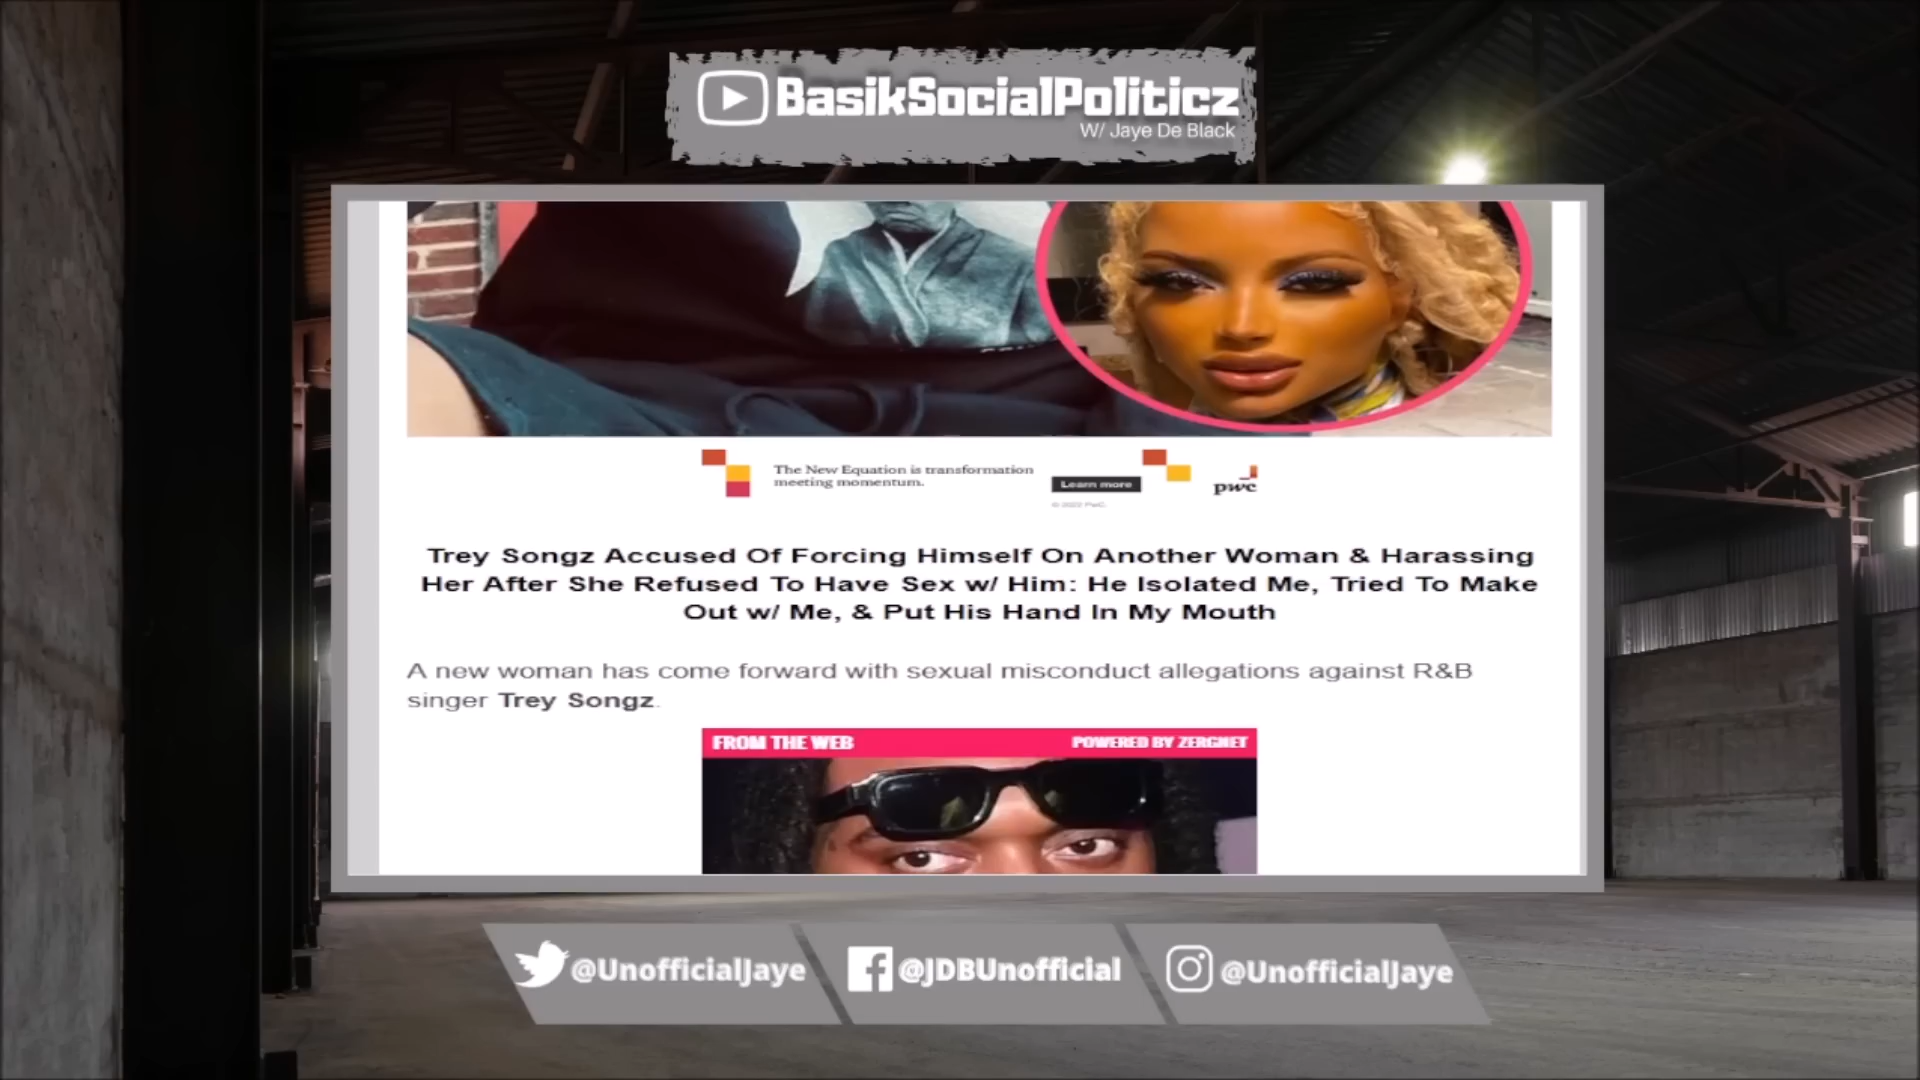 BasikSocialPoliticz
W/ Jaye De Black
The New Equation is transformation
meeting momentum.
Learn more
© 2022 PwC.
pwc
Trey Songz Accused Of Forcing Himself On Another Woman & Harassing
Her After She Refused To Have Sex w/ Him: He Isolated Me, Tried To Make
Out w/ Me, & Put His Hand In My Mouth
A new woman has come forward with sexual misconduct allegations against R&B
singer Trey Songz.
FROM THE WEB
POWERED BY ZERGNET
@UnofficialJaye
@JDBUnofficial
@UnofficialJaye